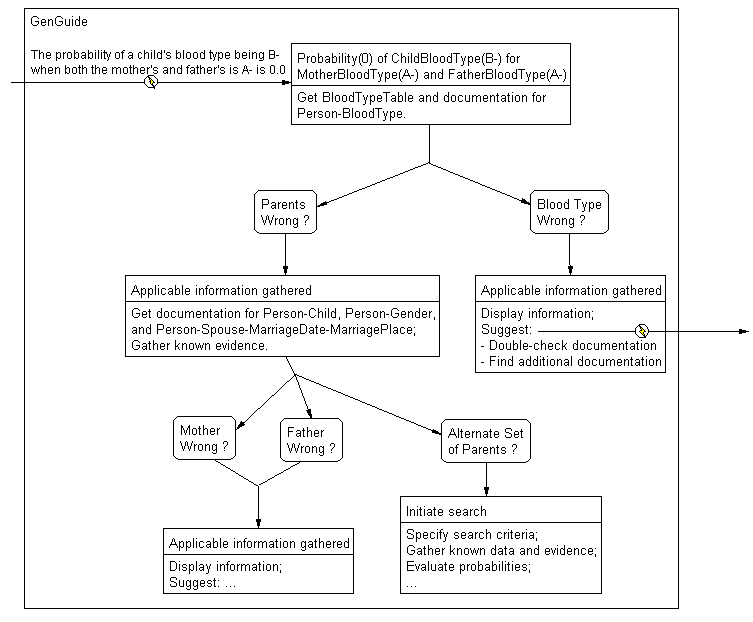 GenGuide
The probability of a child's blood type being B-
when both the mother's and father's is A- is 0.0
Probability(0) of ChildBloodType(B-) for
MotherBloodType(A-) and FatherBloodType(A-)
Get BloodTypeTable and documentation for
Person-BloodType.
Parents
Wrong ?
Blood Type
Wrong ?
Applicable information gathered
Get documentation for Person-Child, Person-Gender,
and Person-Spouse-MarriageDate-MarriagePlace;
Gather known evidence.
Applicable information gathered
Display information;
Suggest:
- Double-check documentation
- Find additional documentation
Mother
Wrong ?
Father
Wrong ?
Alternate Set
of Parents ?
Applicable information gathered
Display information;
Suggest: ...
Initiate search
Specify search criteria;
Gather known data and evidence;
Evaluate probabilities;
...